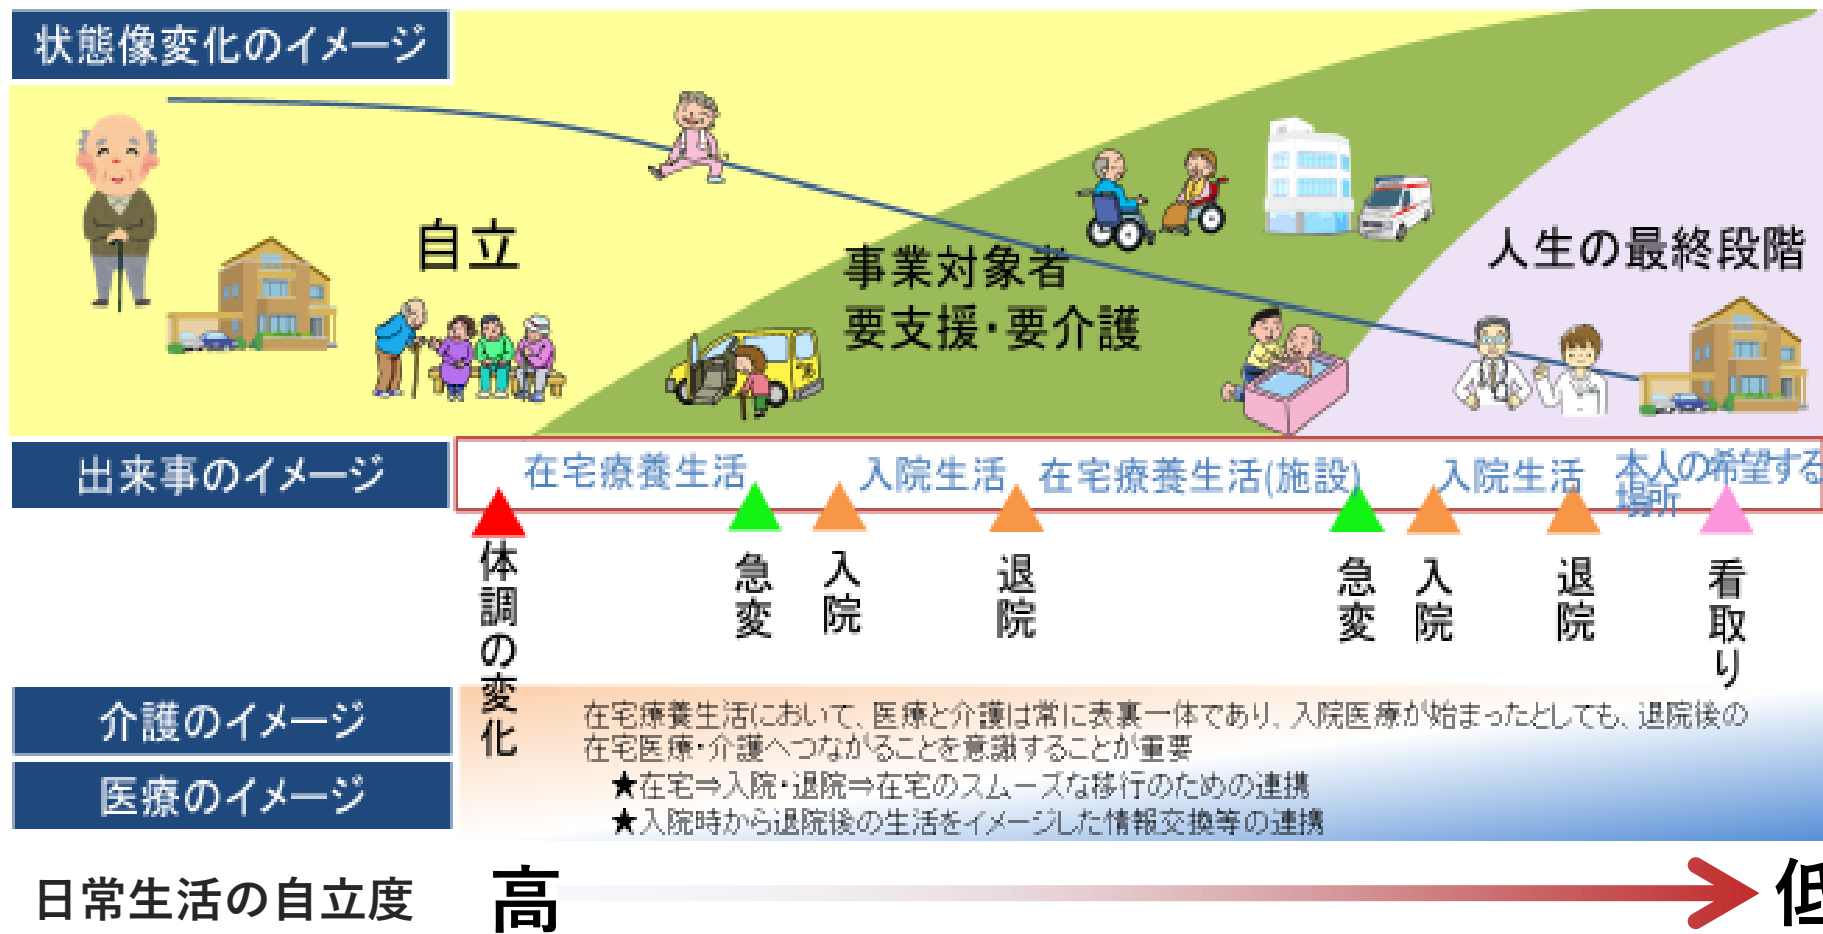 状態像変化のイメージ
自立
事業対象者
要支援・要介護
人生の最終段階
出来事のイメージ
在宅療養生活
入院生活
在宅療養生活(施設)
入院生活
本人の希望する
場所
体調の変化
急変
入院
退院
急変
入院
退院
看取り
介護のイメージ
医療のイメージ
在宅療養生活において、医療と介護は常に表裏一体であり、入院医療が始まったとしても、退院後の
在宅医療・介護へつながることを意識することが重要
★在宅⇒入院・退院⇒在宅のスムーズな移行のための連携
★入院時から退院後の生活をイメージした情報交換等の連携
日常生活の自立度
高
低